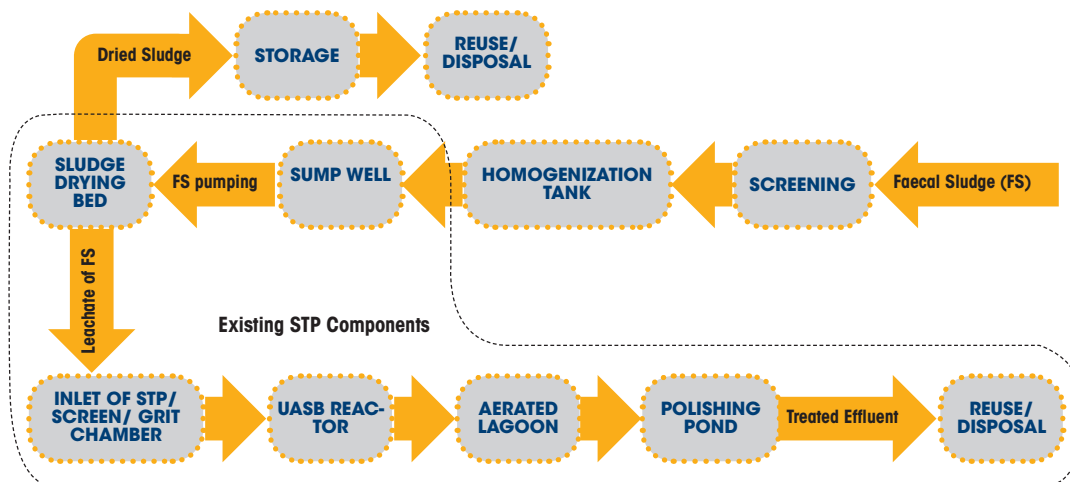 Dried Sludge
STORAGE
REUSE/
DISPOSAL
SLUDGE
DRYING
BED
FS pumping
SUMP WELL
HOMOGENIZATION
TANK
SCREENING
Faecal Sludge (FS)
Leachate of FS
Existing STP Components
INLET OF STP/
SCREEN/ GRIT
CHAMBER
UASB REAC-
TOR
AERATED
LAGOON
POLISHING
POND
Treated Effluent
REUSE/
DISPOSAL